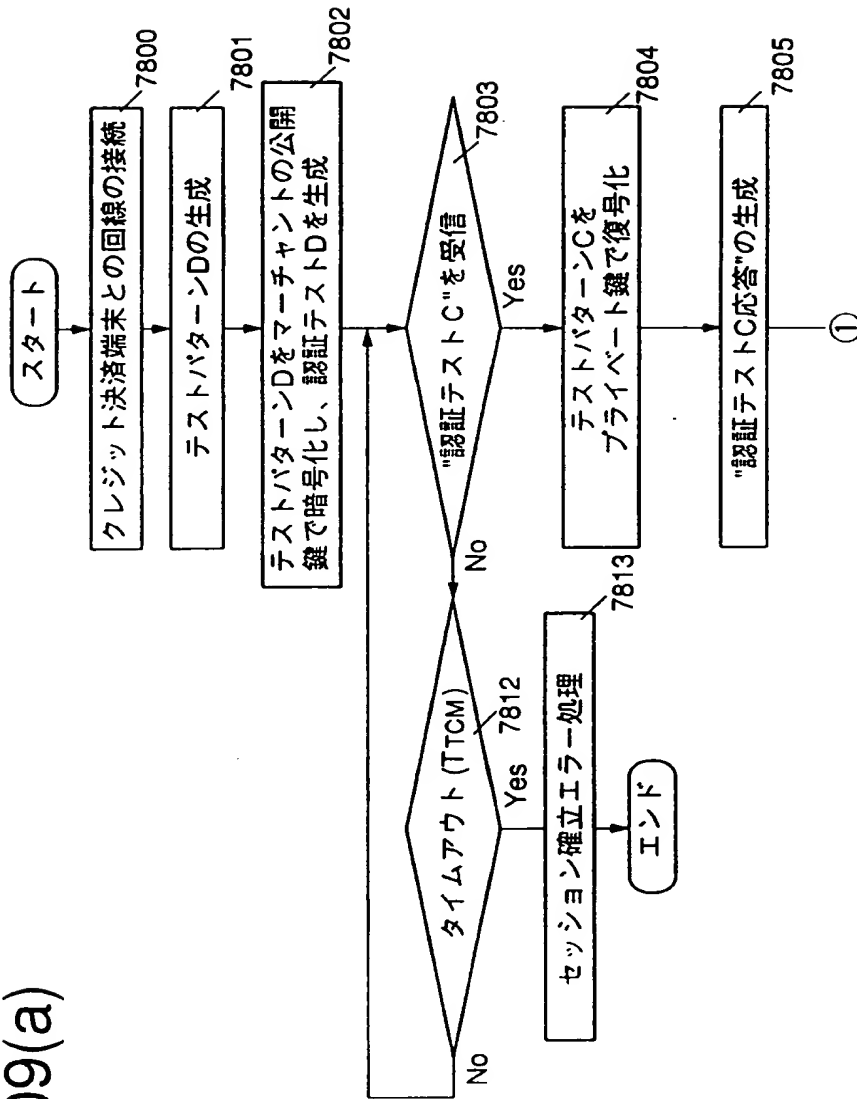 09(a)
スタート
クレジット決済端末との回線の接続
7800
テストパターンDの生成
7801
テストパターンDをマーチャントの公開
鍵で暗号化し、認証テストDを生成
7802
"認証テストC"を受信
7803
Yes
No
テストパターンCを
プライベート鍵で復号化
7804
"認証テストC応答"の生成
7805
①
タイムアウト(TTCM)
7812
Yes
No
セッション確立エラー処理
7813
エンド